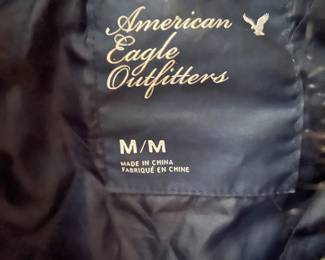 American
Eagle
Outfitters
M/M
MADE IN CHINA
FABRIQUÉ EN CHINE